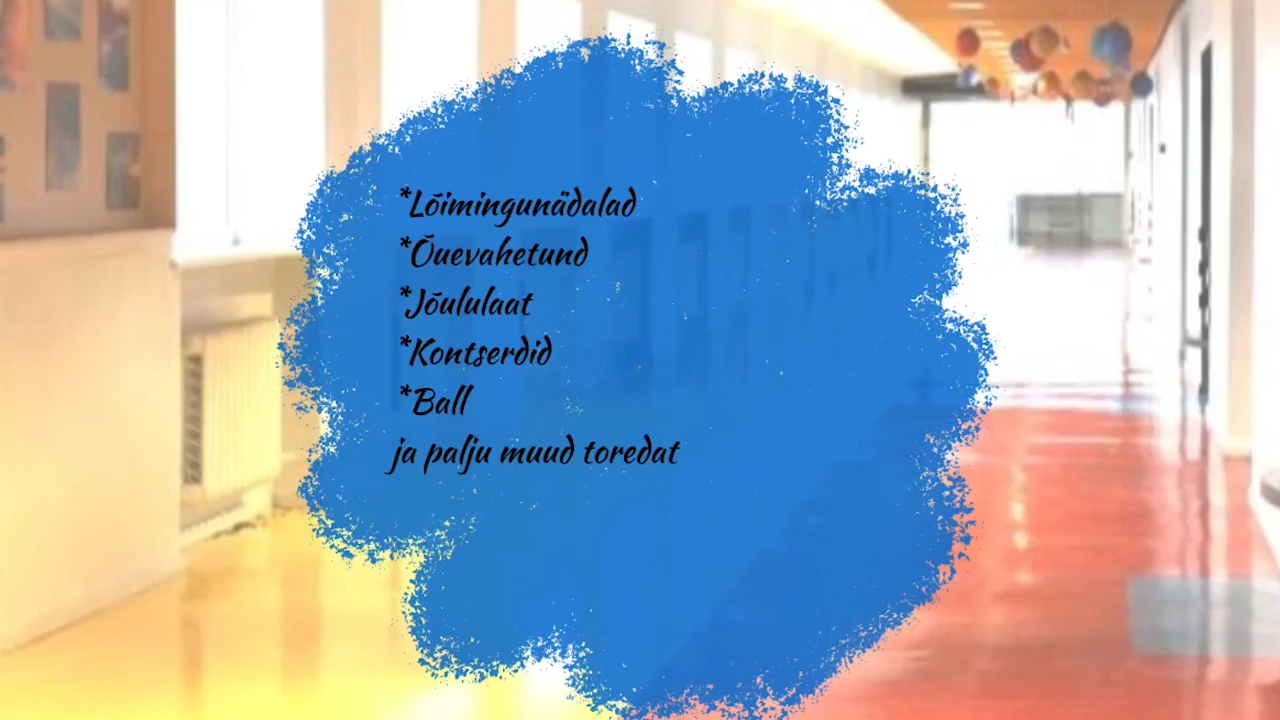 *Lõimingunädalad
*Õuevahetund
*Jõululaat
*Kontserdid
*Ball
ja palju muud toredat